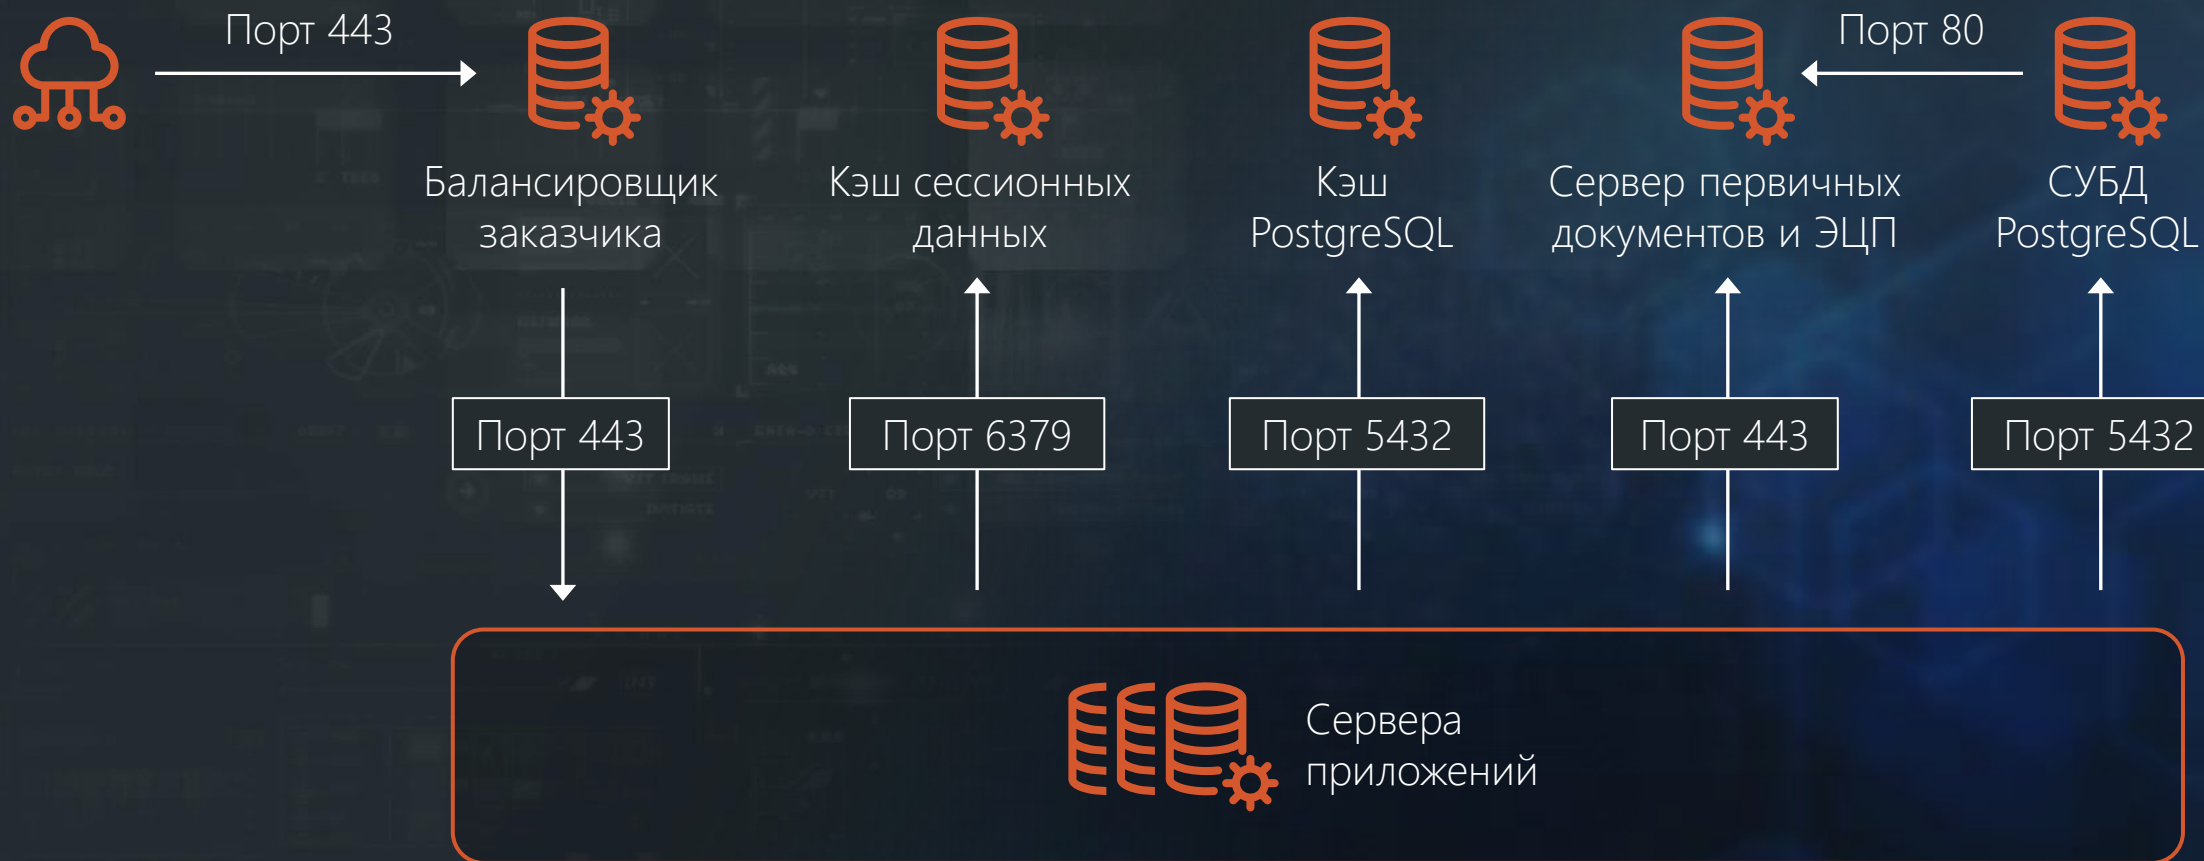 Порт 443
Порт 80
Балансировщик
заказчика
Кэш сессионных
данных
Кэш
PostgreSQL
Сервер первичных
документов и ЭЦП
СУБД
PostgreSQL
Порт 443
Порт 6379
Порт 5432
Порт 443
Порт 5432
Сервера
приложений